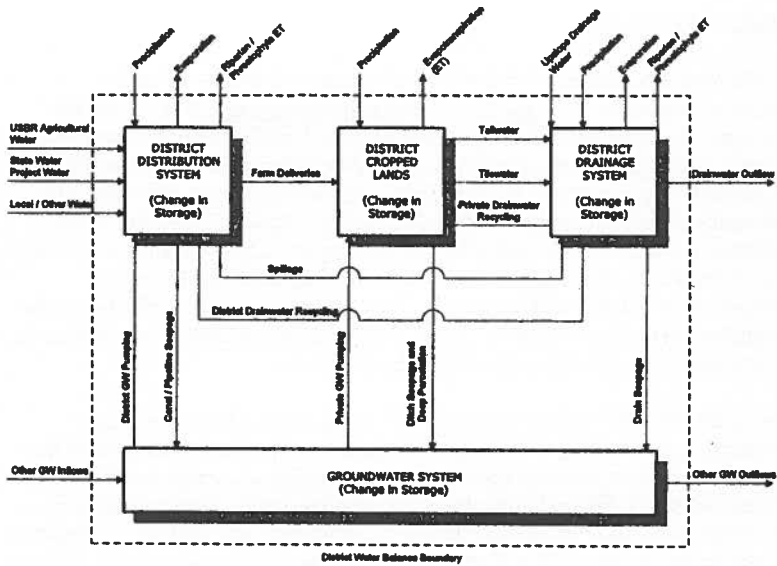 Precipitation
Evaporation
Riparian /
Phreatophyte ET
Precipitation
Evapotranspiration
(ET)
Upslope Drainage
Water
Precipitation
Evaporation
Riparian /
Phreatophyte ET
USBR Agricultural
Water
State Water
Project Water
Local / Other Water
DISTRICT
DISTRIBUTION
SYSTEM
(Change in
Storage)
Farm Deliveries
DISTRICT
CROPPED
LANDS
(Change in
Storage)
Tailwater
Tilewater
Private Drainwater
Recycling
DISTRICT
DRAINAGE
SYSTEM
(Change in
Storage)
Drainwater Outflow
Spillage
District Drainwater Recycling
District GW Pumping
Canal / Pipeline Seepage
Private GW Pumping
Ditch Seepage and
Deep Percolation
Drain Seepage
Other GW Inflows
GROUNDWATER SYSTEM
(Change in Storage)
Other GW Outflows
District Water Balance Boundary